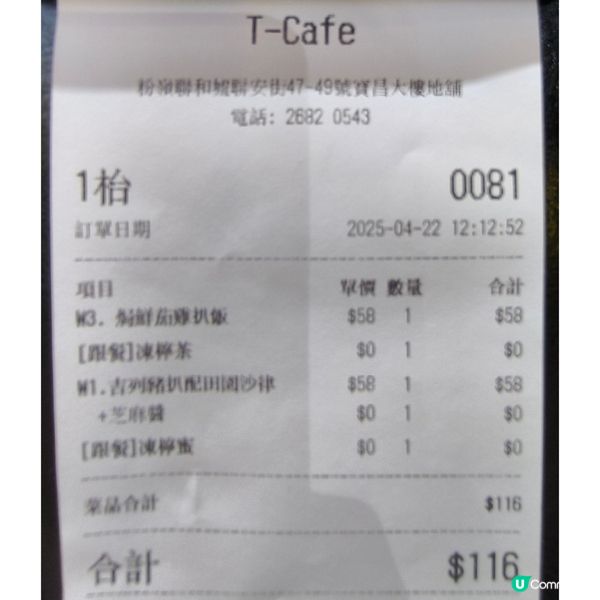 T-Cafe
粉嶺聯和墟聯安街47-49號寶昌大樓地舖
電話: 2682 0543
1枱 0081
訂單日期 2025-04-22 12:12:52
項目 單價 數量 合計
W3. 焗鮮茄雞扒飯 $58 1 $58
[跟餐]凍檸茶 $0 1 $0
W1.吉列豬扒配田園沙律 $58 1 $58
+芝麻醬 $0 1 $0
[跟餐]凍檸蜜 $0 1 $0
菜品合計 $116
合計 $116
U Comm